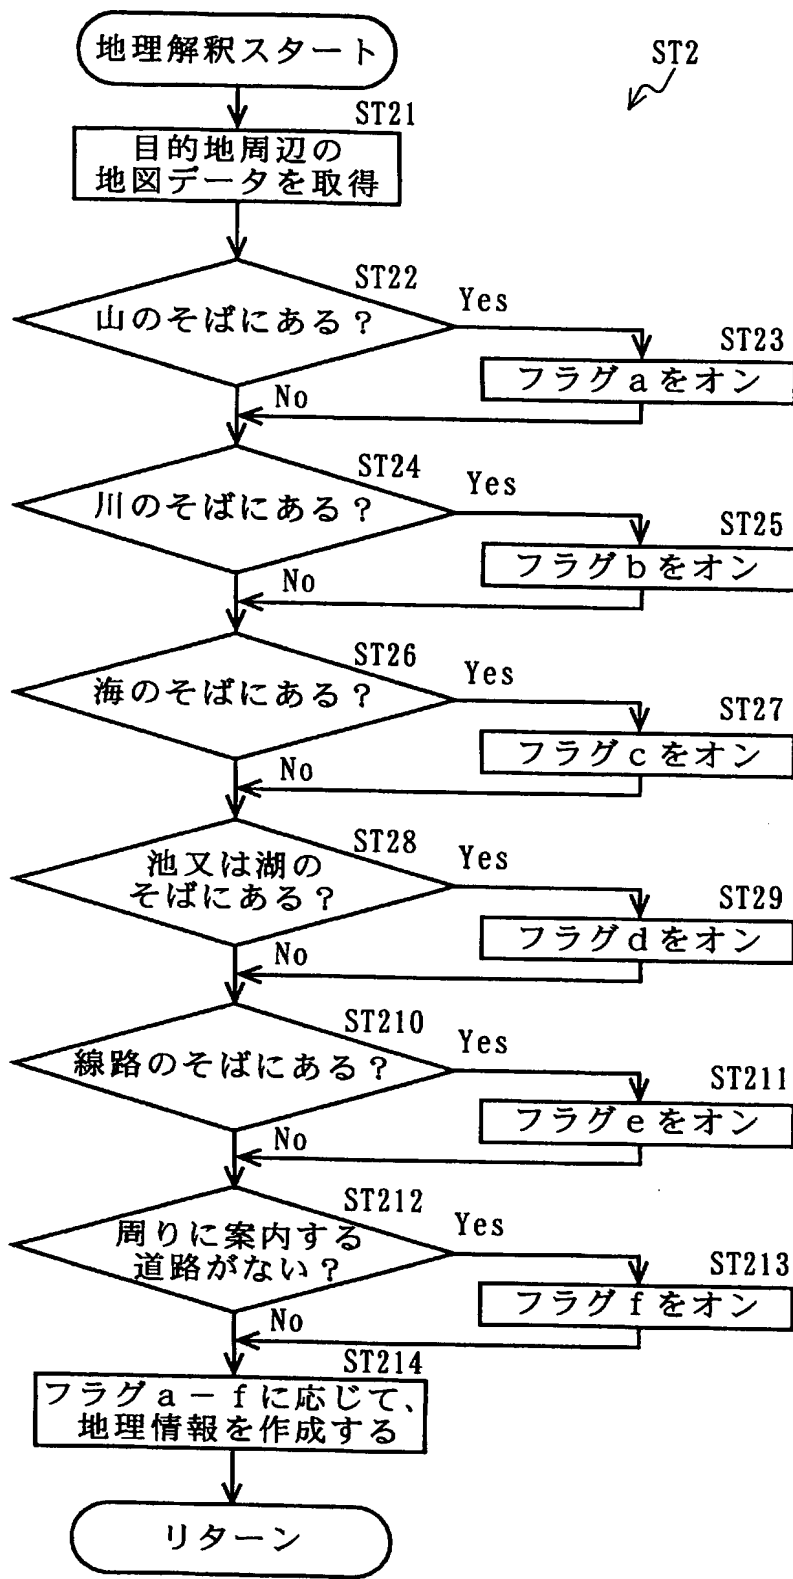 地理解釈スタート
ST2
ST21
目的地周辺の
地図データを取得
ST22
山のそばにある？
Yes
ST23
フラグaをオン
No
ST24
川のそばにある？
Yes
ST25
フラグbをオン
No
ST26
海のそばにある？
Yes
ST27
フラグcをオン
No
ST28
池又は湖の
そばにある？
Yes
ST29
フラグdをオン
No
ST210
線路のそばにある？
Yes
ST211
フラグeをオン
No
ST212
周りに案内する
道路がない？
Yes
ST213
フラグfをオン
No
ST214
フラグa－fに応じて、
地理情報を作成する
リターン